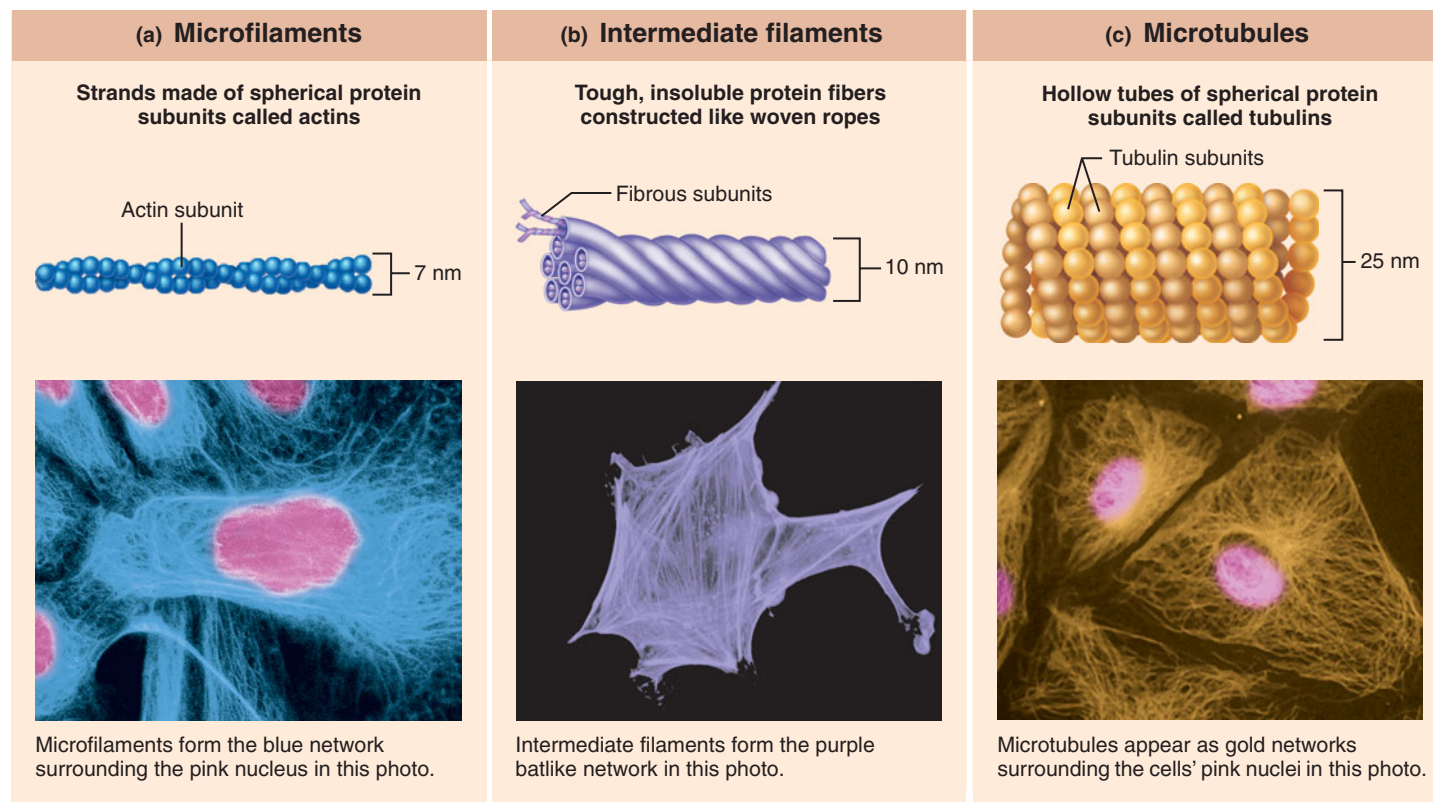 (a) Microfilaments
Strands made of spherical protein
subunits called actins
Actin subunit
7 nm
Microfilaments form the blue network
surrounding the pink nucleus in this photo.
(b) Intermediate filaments
Tough, insoluble protein fibers
constructed like woven ropes
Fibrous subunits
10 nm
Intermediate filaments form the purple
batlike network in this photo.
(c) Microtubules
Hollow tubes of spherical protein
subunits called tubulins
Tubulin subunits
25 nm
Microtubules appear as gold networks
surrounding the cells' pink nuclei in this photo.